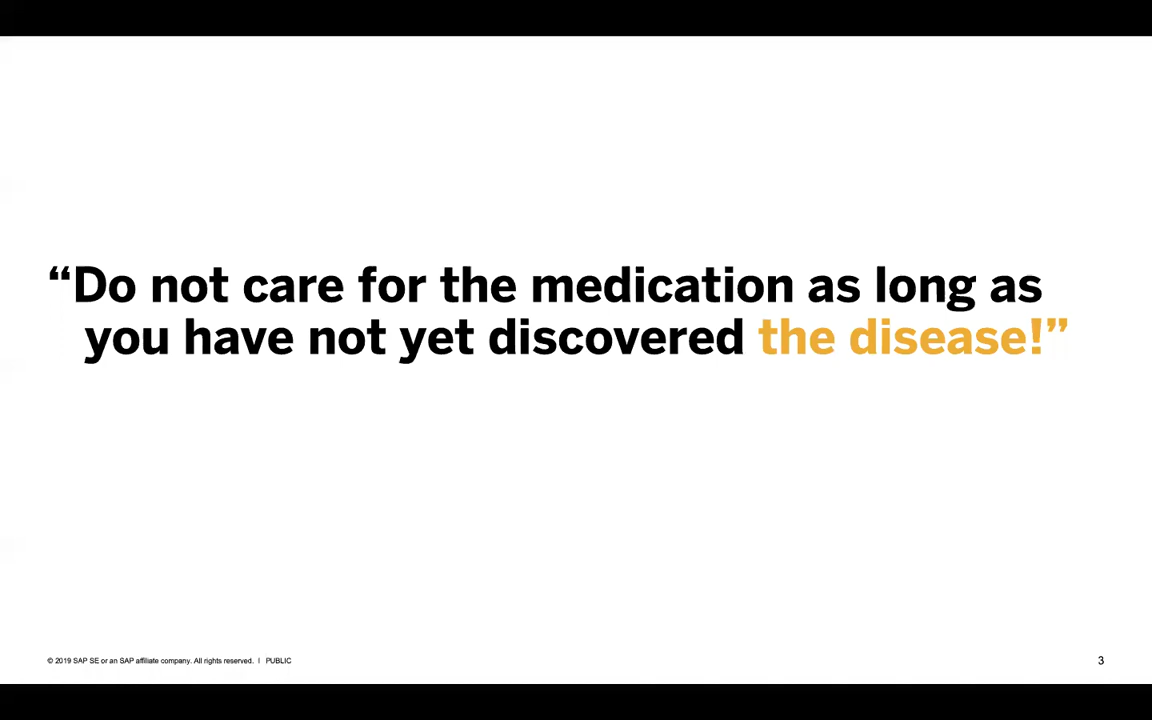 “Do not care for the medication as long as
you have not yet discovered the disease!”
© 2019 SAP SE or an SAP affiliate company. All rights reserved. ǀ PUBLIC
3